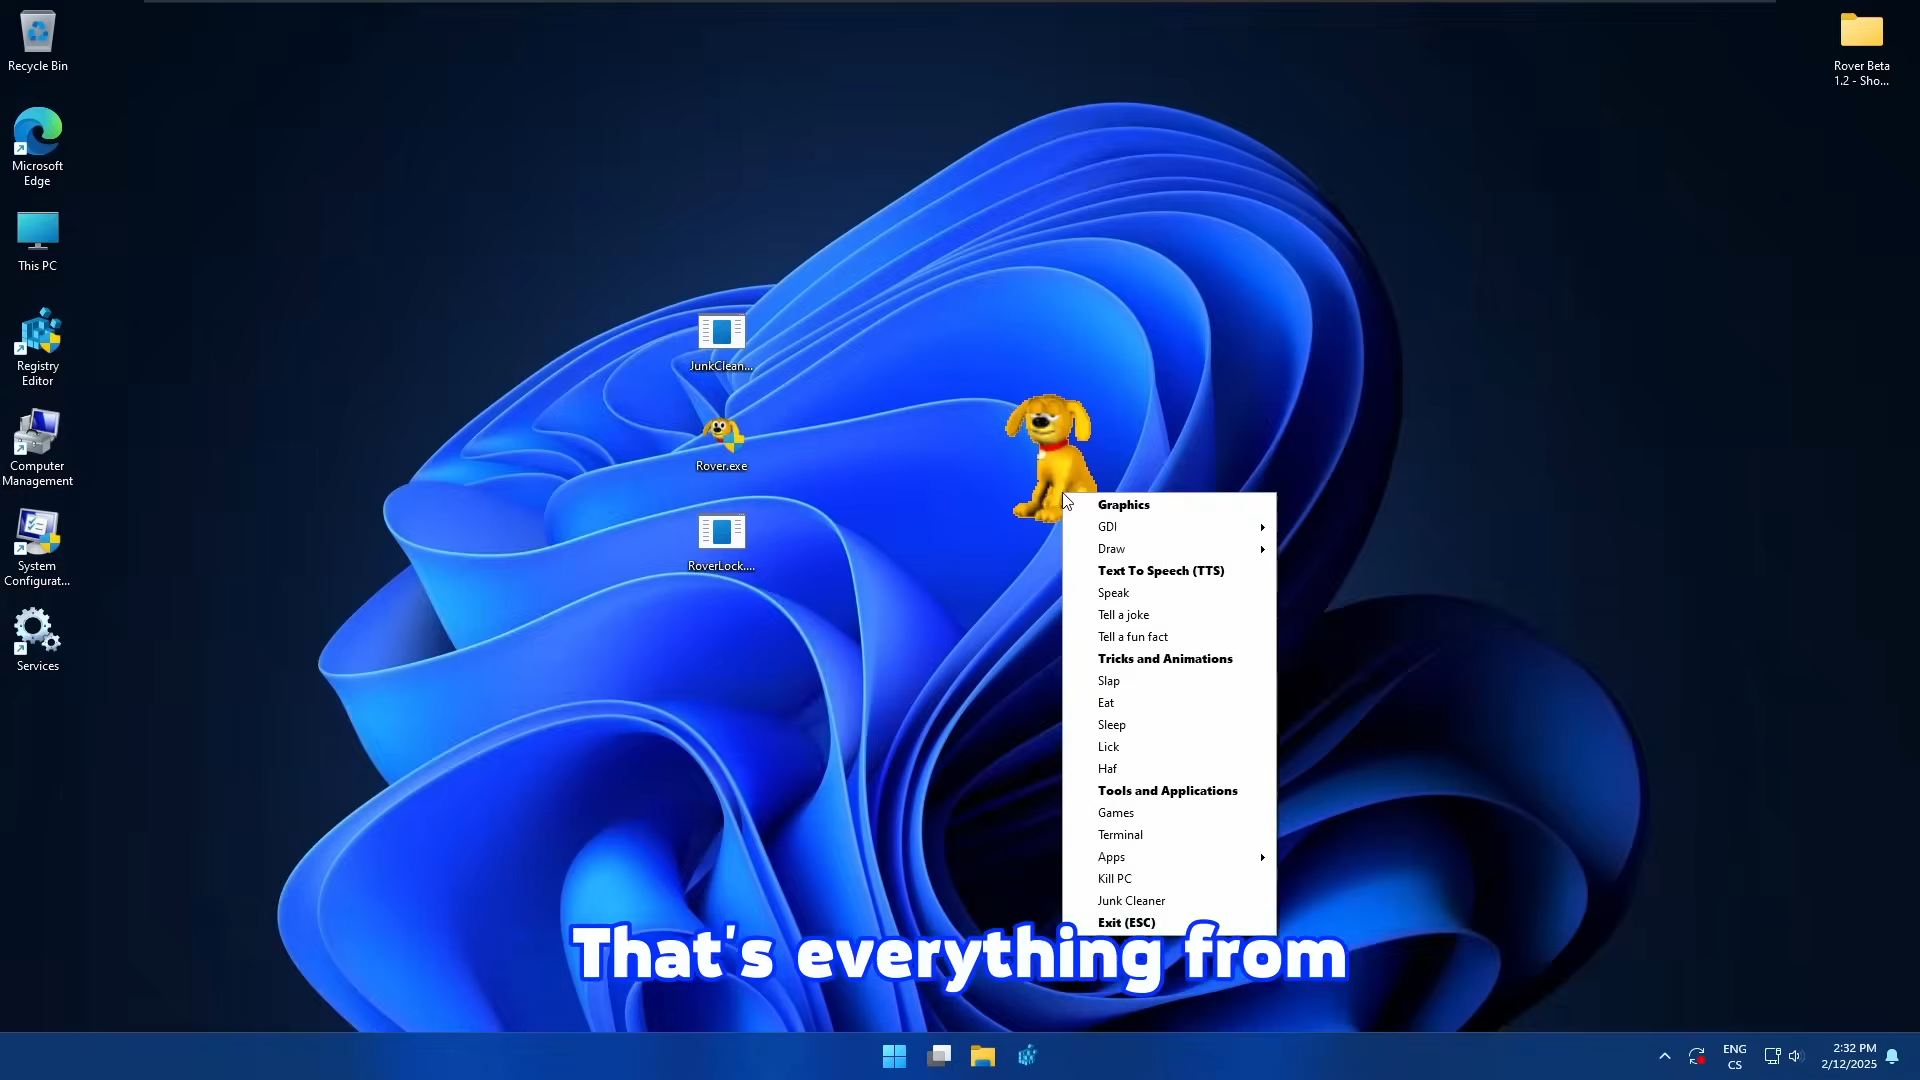 Recycle Bin
Microsoft
Edge
This PC
Registry
Editor
Computer
Management
System
Configurat...
Services
JunkClean...
Rover.exe
RoverLock....
Rover Beta
1.2 - Sho...
Graphics
GDI
Draw
Text To Speech (TTS)
Speak
Tell a joke
Tell a fun fact
Tricks and Animations
Slap
Eat
Sleep
Lick
Haf
Tools and Applications
Games
Terminal
Apps
Kill PC
Junk Cleaner
Exit (ESC)
That's everything from
ENG
CS
2:32 PM
2/12/2025